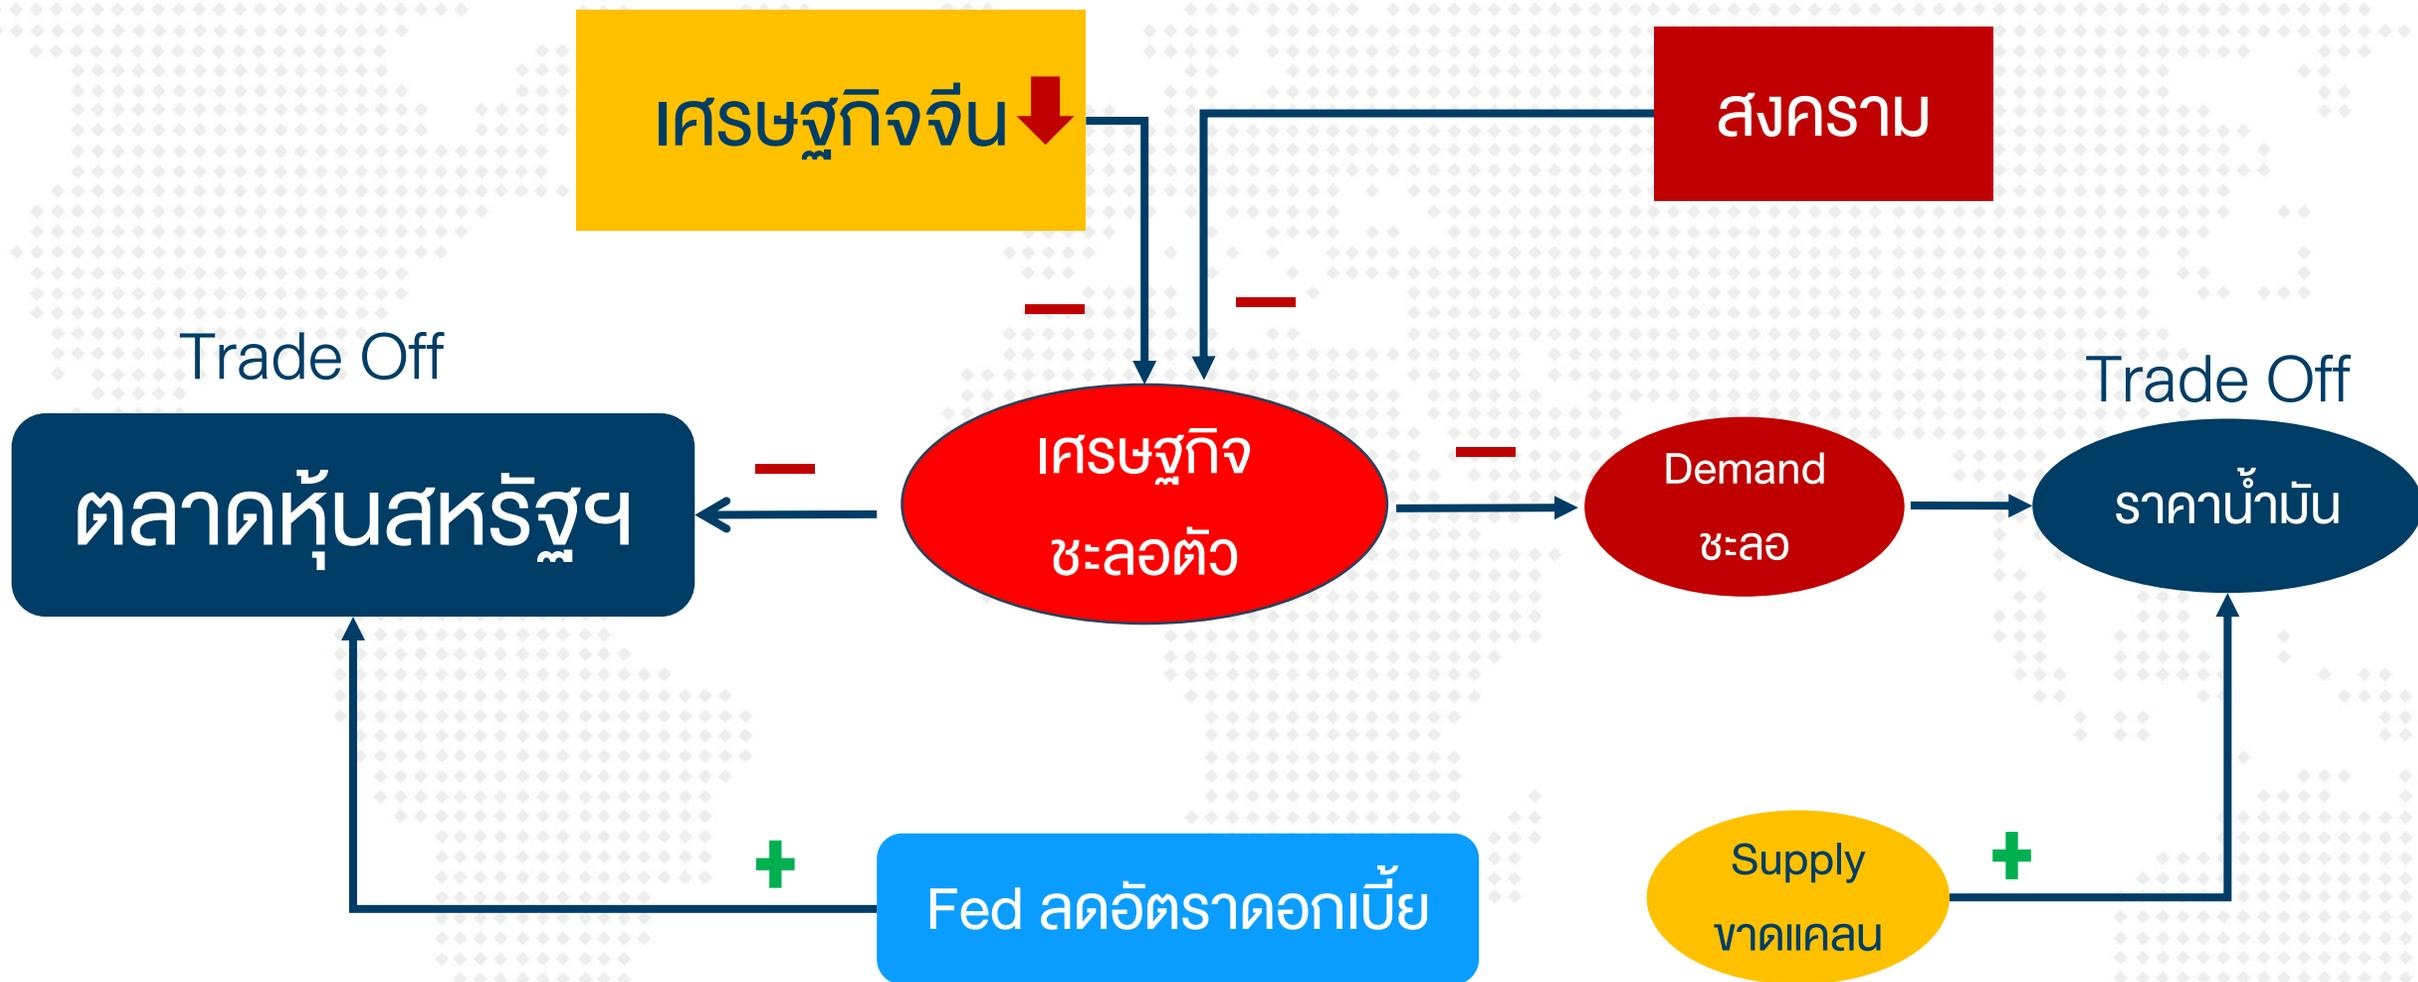 เศรษฐกิจจีน
สงคราม
Trade Off
Trade Off
ตลาดหุ้นสหรัฐฯ
เศรษฐกิจ
ชะลอตัว
Demand
ชะลอ
ราคาน้ำมัน
Fed ลดอัตราดอกเบี้ย
Supply
ขาดแคลน